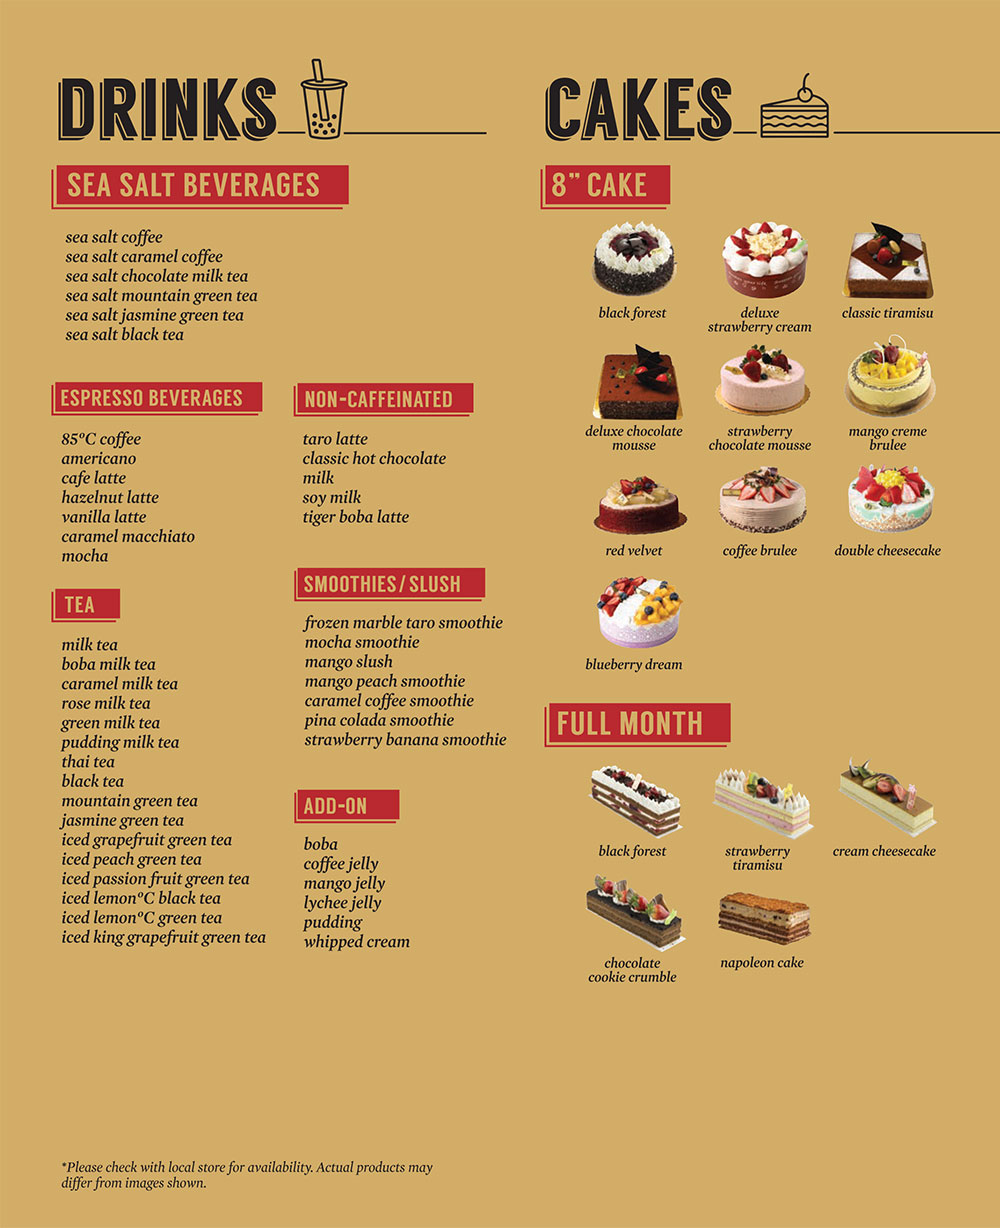 DRINKS
SEA SALT BEVERAGES
sea salt coffee
sea salt caramel coffee
sea salt chocolate milk tea
sea salt mountain green tea
sea salt jasmine green tea
sea salt black tea
ESPRESSO BEVERAGES
85ºC coffee
americano
cafe latte
hazelnut latte
vanilla latte
caramel macchiato
mocha
TEA
milk tea
boba milk tea
caramel milk tea
rose milk tea
green milk tea
pudding milk tea
thai tea
black tea
mountain green tea
jasmine green tea
iced grapefruit green tea
iced peach green tea
iced passion fruit green tea
iced lemonºC black tea
iced lemonºC green tea
iced king grapefruit green tea
NON-CAFFEINATED
taro latte
classic hot chocolate
milk
soy milk
tiger boba latte
SMOOTHIES / SLUSH
frozen marble taro smoothie
mocha smoothie
mango slush
mango peach smoothie
caramel coffee smoothie
pina colada smoothie
strawberry banana smoothie
ADD-ON
boba
coffee jelly
mango jelly
lychee jelly
pudding
whipped cream
CAKES
8” CAKE
black forest
deluxe
strawberry cream
classic tiramisu
deluxe chocolate
mousse
strawberry
chocolate mousse
mango creme
brulee
red velvet
coffee brulee
double cheesecake
blueberry dream
FULL MONTH
black forest
strawberry
tiramisu
cream cheesecake
chocolate
cookie crumble
napoleon cake
*Please check with local store for availability. Actual products may
differ from images shown.